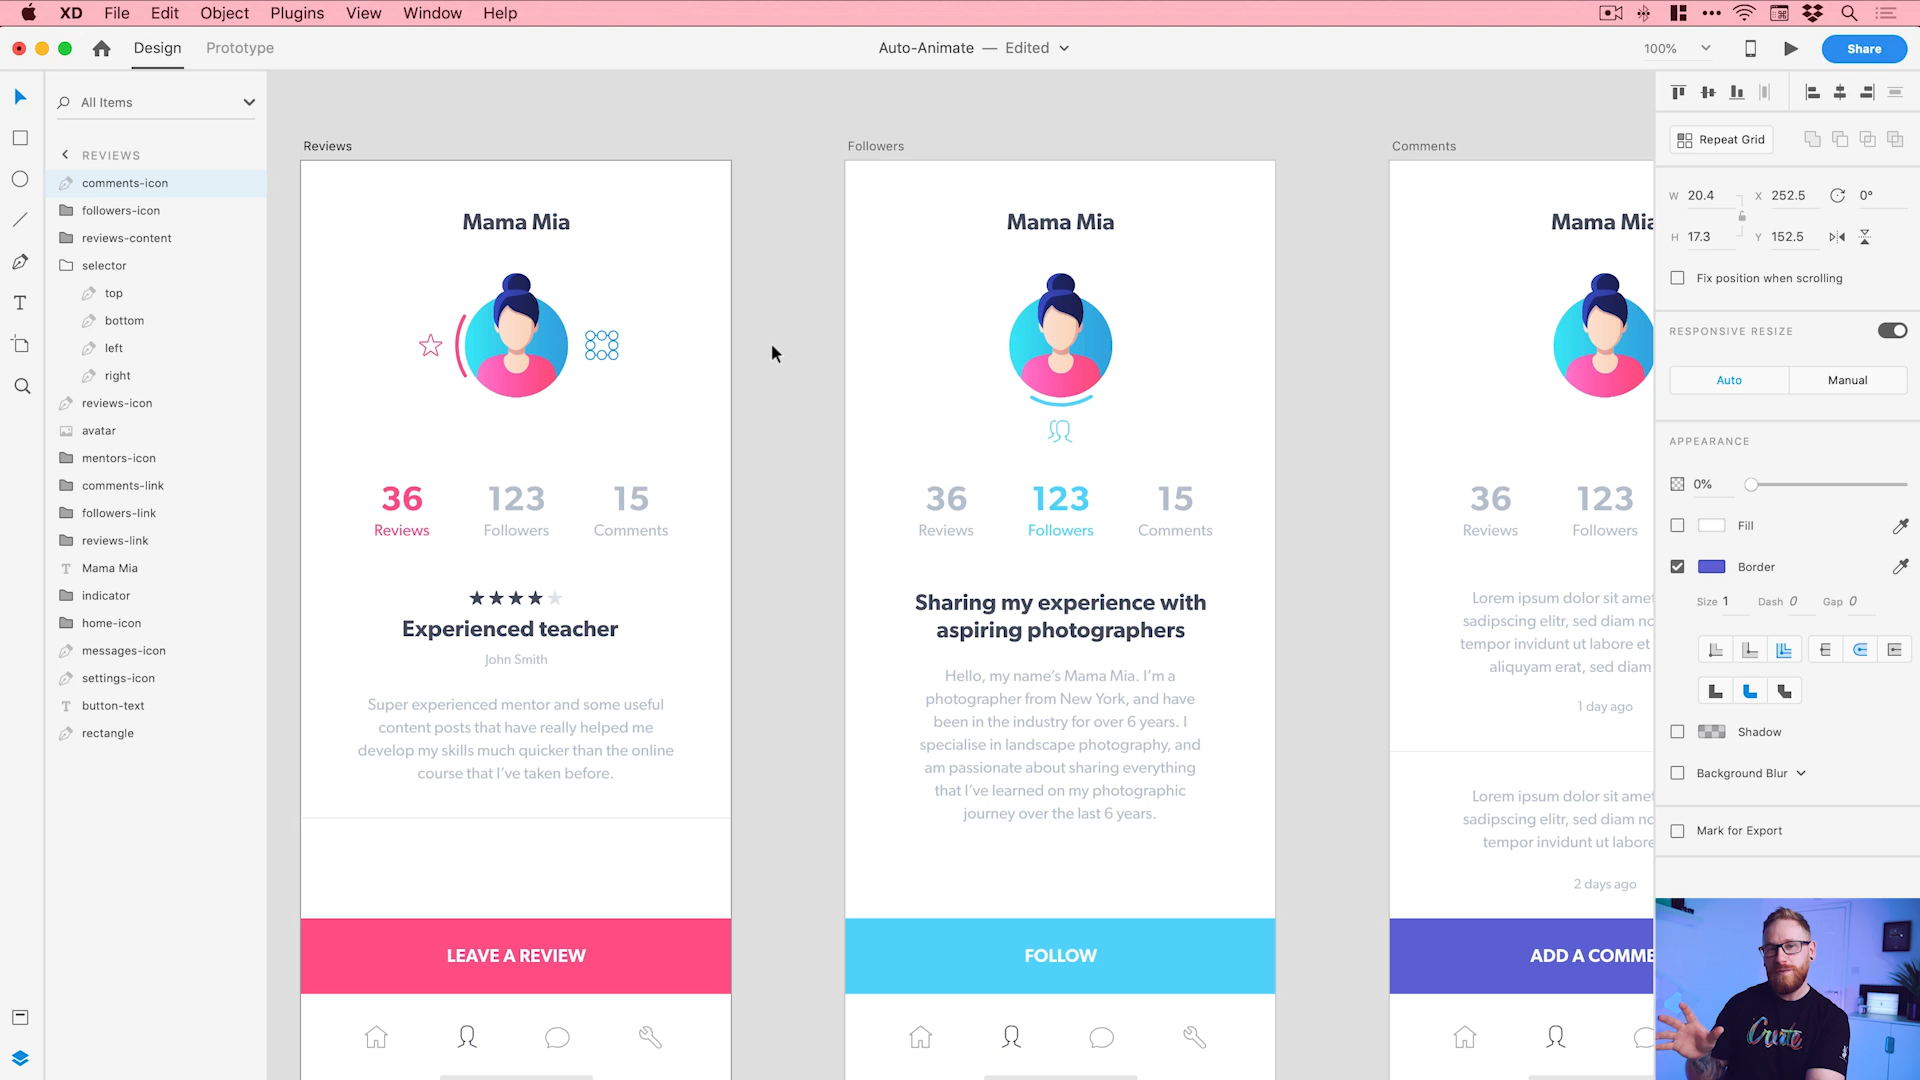 XD File Edit Object Plugins View Window Help
Design Prototype
Auto-Animate — Edited
100%
Share
All Items
REVIEWS
comments-icon
followers-icon
reviews-content
selector
top
bottom
left
right
reviews-icon
avatar
mentors-icon
comments-link
followers-link
reviews-link
T Mama Mia
indicator
home-icon
messages-icon
settings-icon
T button-text
rectangle
T
Reviews
Mama Mia
36 123 15
Reviews Followers Comments
Experienced teacher
John Smith
Super experienced mentor and some useful
content posts that have really helped me
develop my skills much quicker than the online
course that I've taken before.
LEAVE A REVIEW
Followers
Mama Mia
36 123 15
Reviews Followers Comments
Sharing my experience with
aspiring photographers
Hello, my name's Mama Mia. I'm a
photographer from New York, and have
been in the industry for over 6 years. I
specialise in landscape photography, and
am passionate about sharing everything
that I've learned on my photographic
journey over the last 6 years.
FOLLOW
Comments
Mama Mia
36 123
Reviews Followers
Lorem ipsum dolor sit amet
sadipscing elitr, sed diam no
tempor invidunt ut labore et
aliquyam erat, sed diam
1 day ago
Lorem ipsum dolor sit amet
sadipscing elitr, sed diam no
tempor invidunt ut labore
2 days ago
ADD A COMME
Repeat Grid
W 20.4 X 252.5 0°
H 17.3 Y 152.5
Fix position when scrolling
RESPONSIVE RESIZE
Auto Manual
APPEARANCE
0%
Fill
Border
Size 1 Dash 0 Gap 0
Shadow
Background Blur
Mark for Export
Create